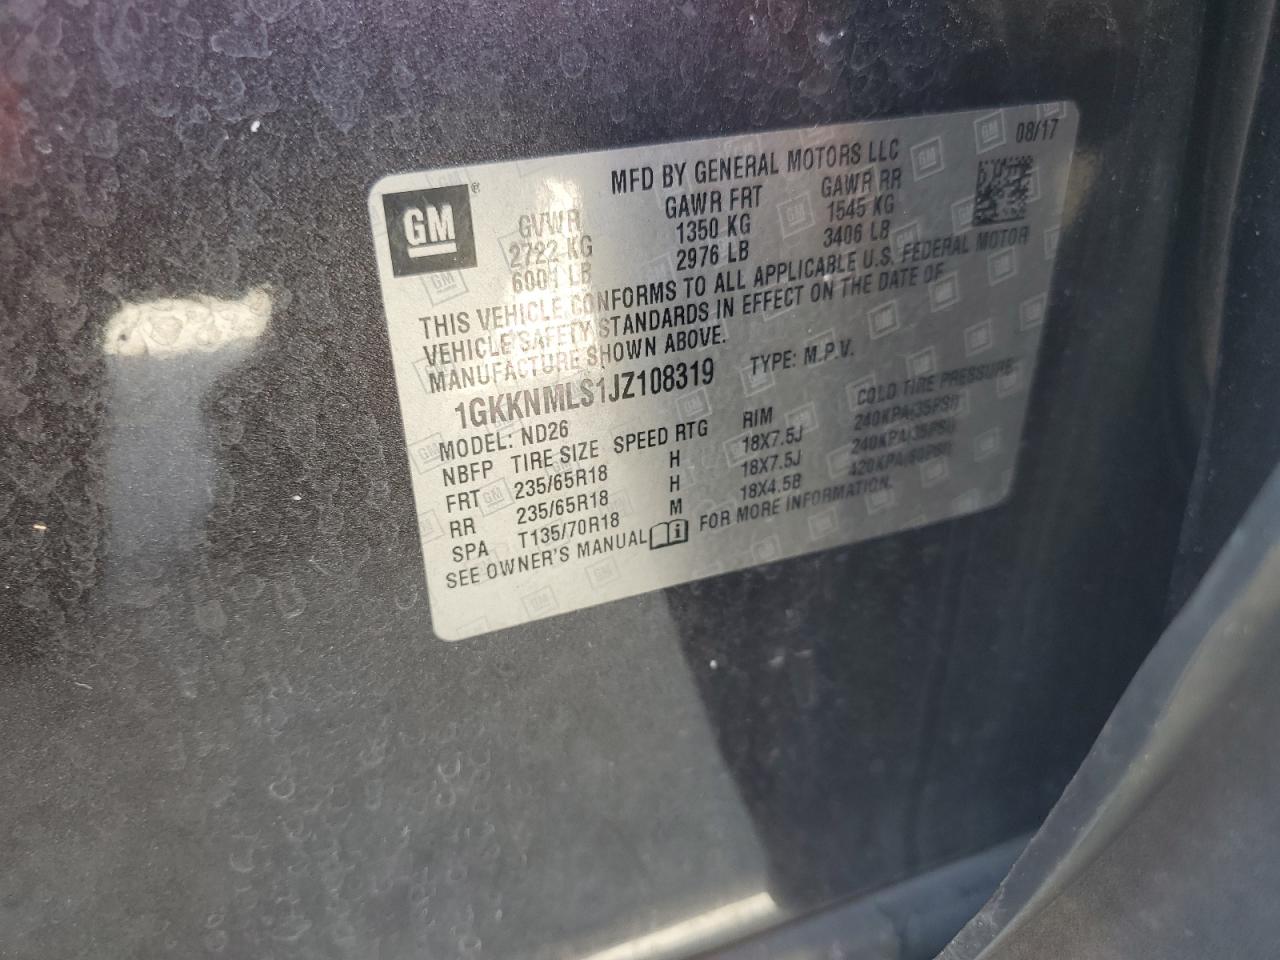 GM®
MFD BY GENERAL MOTORS LLC 08/17
GVWR GAWR FRT GAWR RR
2722 KG 1350 KG 1545 KG
6001 LB 2976 LB 3406 LB
THIS VEHICLE CONFORMS TO ALL APPLICABLE U.S. FEDERAL MOTOR
VEHICLE SAFETY STANDARDS IN EFFECT ON THE DATE OF
MANUFACTURE SHOWN ABOVE.
1GKKNMLS1JZ108319 TYPE: M.P.V.
MODEL: ND26
NBFP TIRE SIZE SPEED RTG RIM COLD TIRE PRESSURE
FRT 235/65R18 H 18X7.5J 240KPA(35PSI)
RR 235/65R18 H 18X7.5J 240KPA(35PSI)
SPA T135/70R18 M 18X4.5B 420KPA(60PSI)
SEE OWNER'S MANUAL FOR MORE INFORMATION.